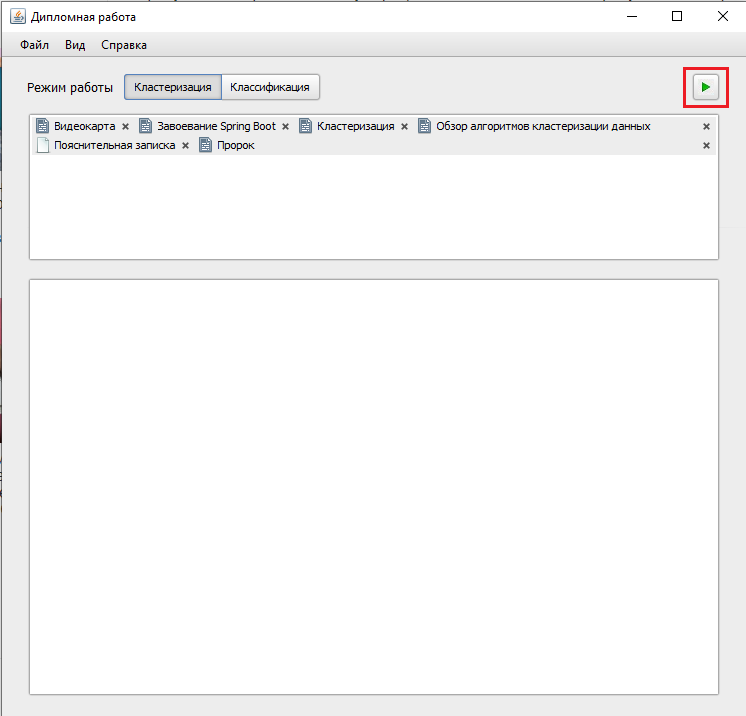 Дипломная работа
Файл Вид Справка
Режим работы Кластеризация Классификация
Видеокарта Завоевание Spring Boot Кластеризация Обзор алгоритмов кластеризации данных
Пояснительная записка Пророк